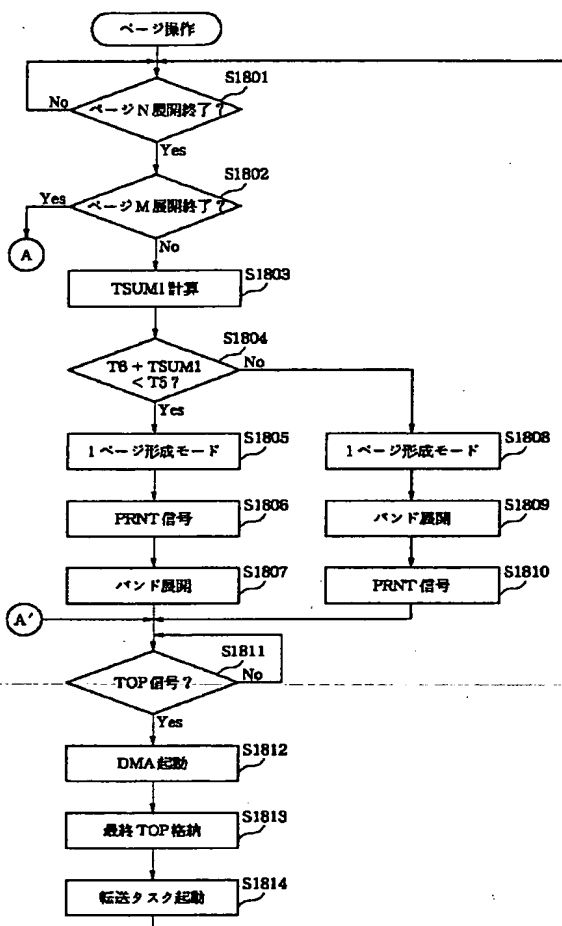 ページ操作
S1801
ページN展開終了?
No
Yes
S1802
ページM展開終了?
Yes
No
A
S1803
TSUM1計算
S1804
T6+TSUM1
<T5?
No
Yes
S1805
1ページ形成モード
S1808
1ページ形成モード
S1806
PRNT信号
S1809
バンド展開
S1807
バンド展開
S1810
PRNT信号
A′
S1811
TOP信号?
No
Yes
S1812
DMA起動
S1813
最終TOP格納
S1814
転送タスク起動